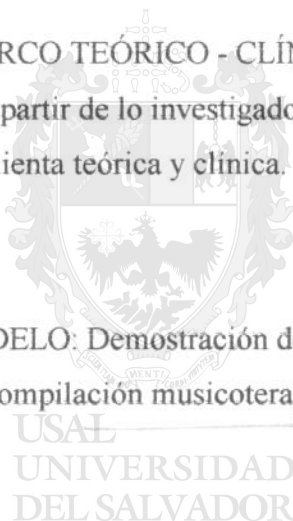 RCO TEÓRICO - CLÍN
partir de lo investigado
ienta teórica y clínica.
DELO: Demostración d
ompilación musicotera
USAL
UNIVERSIDAD
DEL SALVADOR